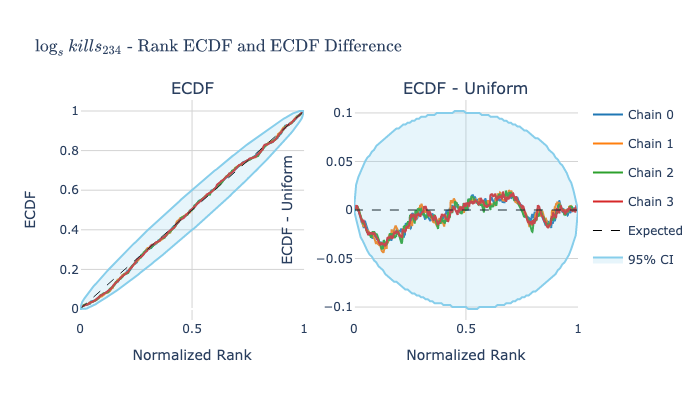 log_s kills_234 - Rank ECDF and ECDF Difference
ECDF
ECDF
1
0.8
0.6
0.4
0.2
0
0
0.5
1
Normalized Rank
ECDF - Uniform
ECDF - Uniform
0.1
0.05
0
−0.05
−0.1
0
0.5
1
Normalized Rank
Chain 0
Chain 1
Chain 2
Chain 3
Expected
95% CI